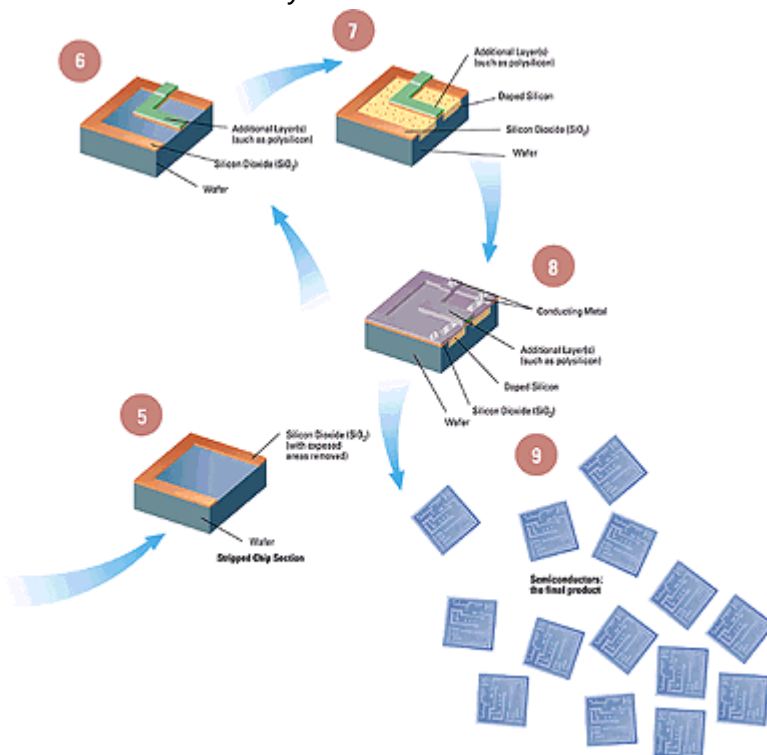 6
Additional Layer(s)
(such as polysilicon)
Silicon Dioxide (SiO₂)
Wafer
7
Additional Layer(s)
(such as polysilicon)
Doped Silicon
Silicon Dioxide (SiO₂)
Wafer
8
Conducting Metal
Additional Layer(s)
(such as polysilicon)
Doped Silicon
Silicon Dioxide (SiO₂)
Wafer
5
Silicon Dioxide (SiO₂)
(with exposed
areas removed)
Wafer
Stripped Chip Section
9
Semiconductors:
the final product